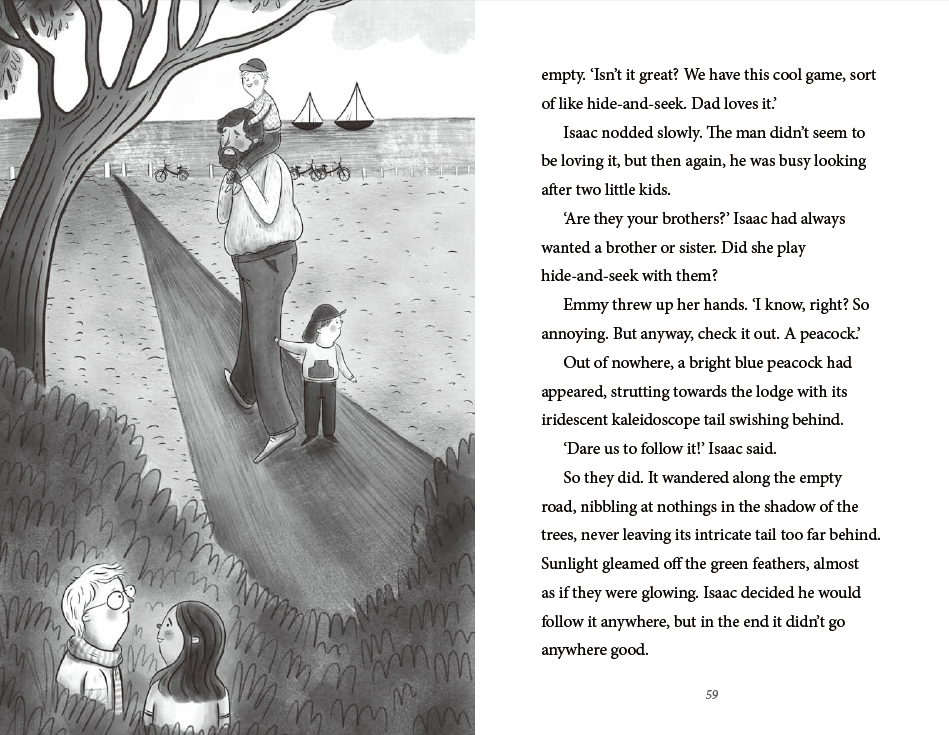 empty. ‘Isn’t it great? We have this cool game, sort
of like hide-and-seek. Dad loves it.’
Isaac nodded slowly. The man didn’t seem to
be loving it, but then again, he was busy looking
after two little kids.
‘Are they your brothers?’ Isaac had always
wanted a brother or sister. Did she play
hide-and-seek with them?
Emmy threw up her hands. ‘I know, right? So
annoying. But anyway, check it out. A peacock.’
Out of nowhere, a bright blue peacock had
appeared, strutting towards the lodge with its
iridescent kaleidoscope tail swishing behind.
‘Dare us to follow it!’ Isaac said.
So they did. It wandered along the empty
road, nibbling at nothings in the shadow of the
trees, never leaving its intricate tail too far behind.
Sunlight gleamed off the green feathers, almost
as if they were glowing. Isaac decided he would
follow it anywhere, but in the end it didn’t go
anywhere good.
59